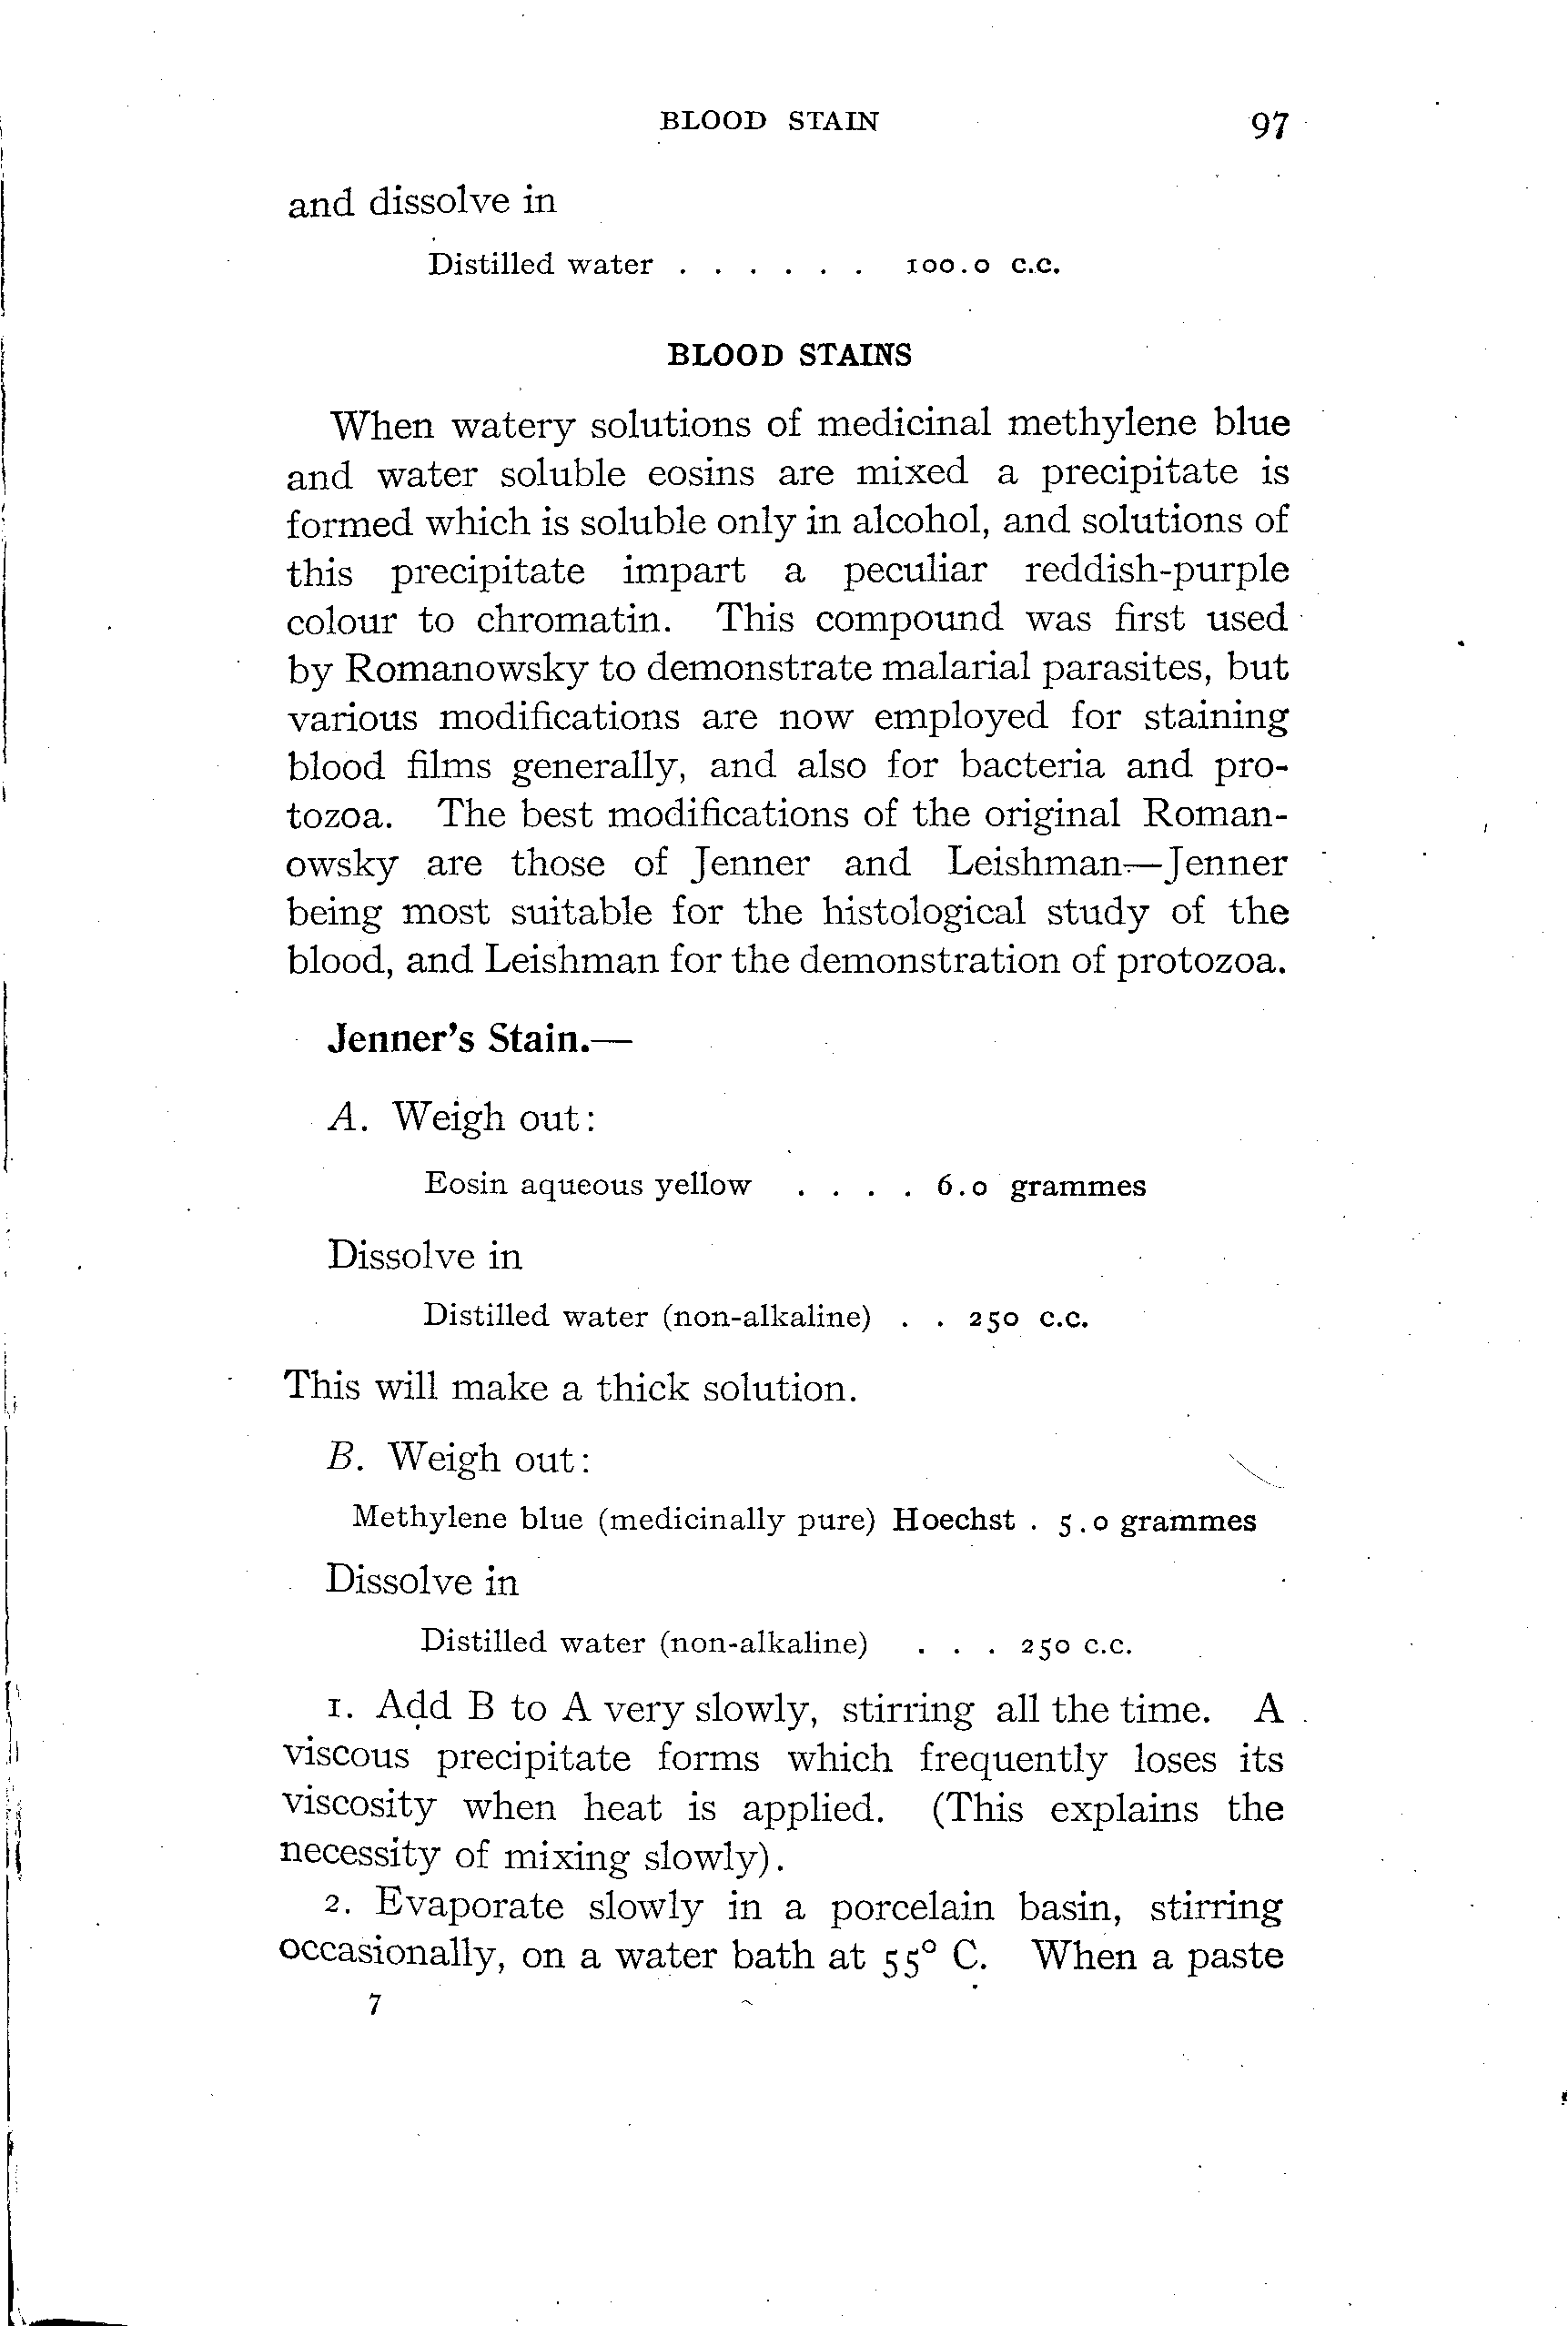 BLOOD STAIN 97
and dissolve in
Distilled water . . . . . . 100.0 c.c.
BLOOD STAINS
When watery solutions of medicinal methylene blue
and water soluble eosins are mixed a precipitate is
formed which is soluble only in alcohol, and solutions of
this precipitate impart a peculiar reddish-purple
colour to chromatin. This compound was first used
by Romanowsky to demonstrate malarial parasites, but
various modifications are now employed for staining
blood films generally, and also for bacteria and pro-
tozoa. The best modifications of the original Roman-
owsky are those of Jenner and Leishman—Jenner
being most suitable for the histological study of the
blood, and Leishman for the demonstration of protozoa.
Jenner's Stain.—
A. Weigh out:
Eosin aqueous yellow . . . . 6.0 grammes
Dissolve in
Distilled water (non-alkaline) . . 250 c.c.
This will make a thick solution.
B. Weigh out:
Methylene blue (medicinally pure) Hoechst . 5.0 grammes
Dissolve in
Distilled water (non-alkaline) . . . 250 c.c.
1. Add B to A very slowly, stirring all the time. A
viscous precipitate forms which frequently loses its
viscosity when heat is applied. (This explains the
necessity of mixing slowly).
2. Evaporate slowly in a porcelain basin, stirring
occasionally, on a water bath at 55° C. When a paste
7